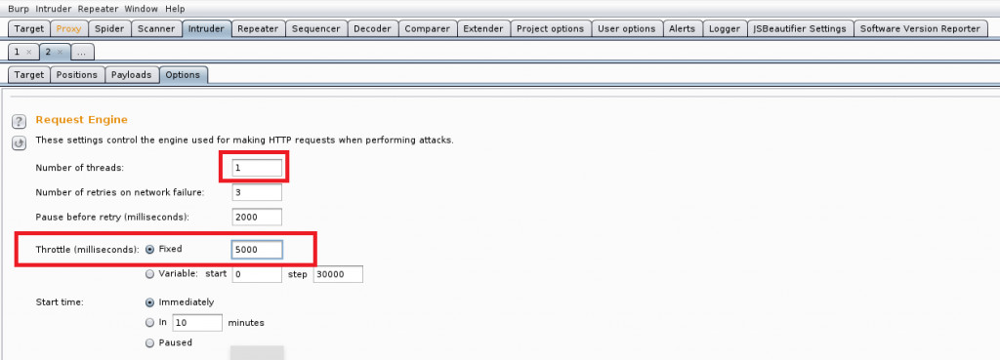 Burp Intruder Repeater Window Help
Target Proxy Spider Scanner Intruder Repeater Sequencer Decoder Comparer Extender Project options User options Alerts Logger JSBeautifier Settings Software Version Reporter
1 × 2 × ...
Target Positions Payloads Options
? Request Engine
These settings control the engine used for making HTTP requests when performing attacks.
Number of threads: 1
Number of retries on network failure: 3
Pause before retry (milliseconds): 2000
Throttle (milliseconds): Fixed 5000
Variable: start 0 step 30000
Start time: Immediately
In 10 minutes
Paused